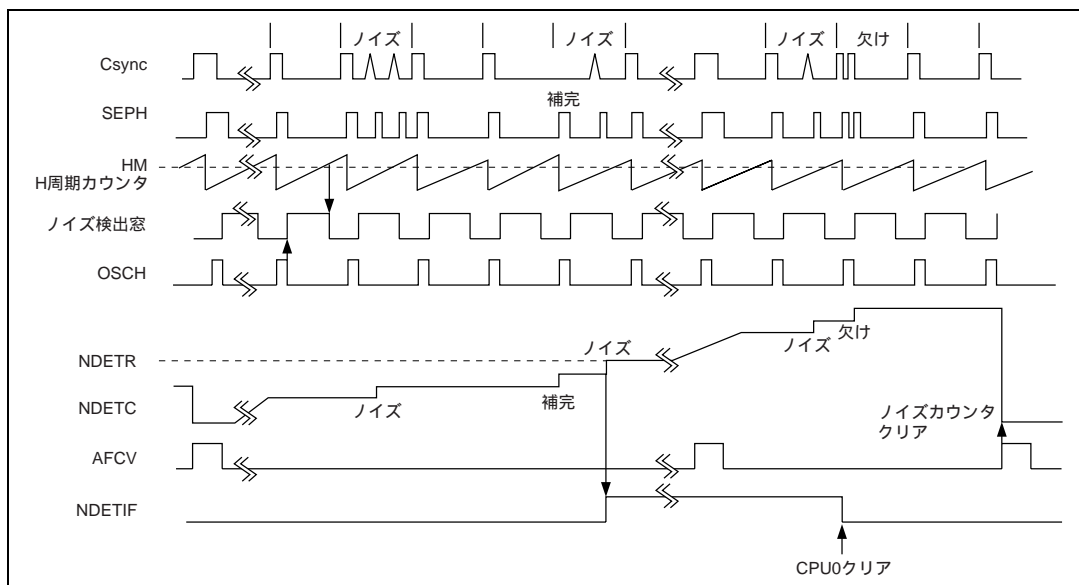 ノイズ
ノイズ
ノイズ
欠け
Csync
補完
SEPH
HM
H周期カウンタ
ノイズ検出窓
OSCH
NDETR
ノイズ
ノイズ
欠け
NDETC
ノイズ
補完
ノイズカウンタ
クリア
AFCV
NDETIF
CPU0クリア